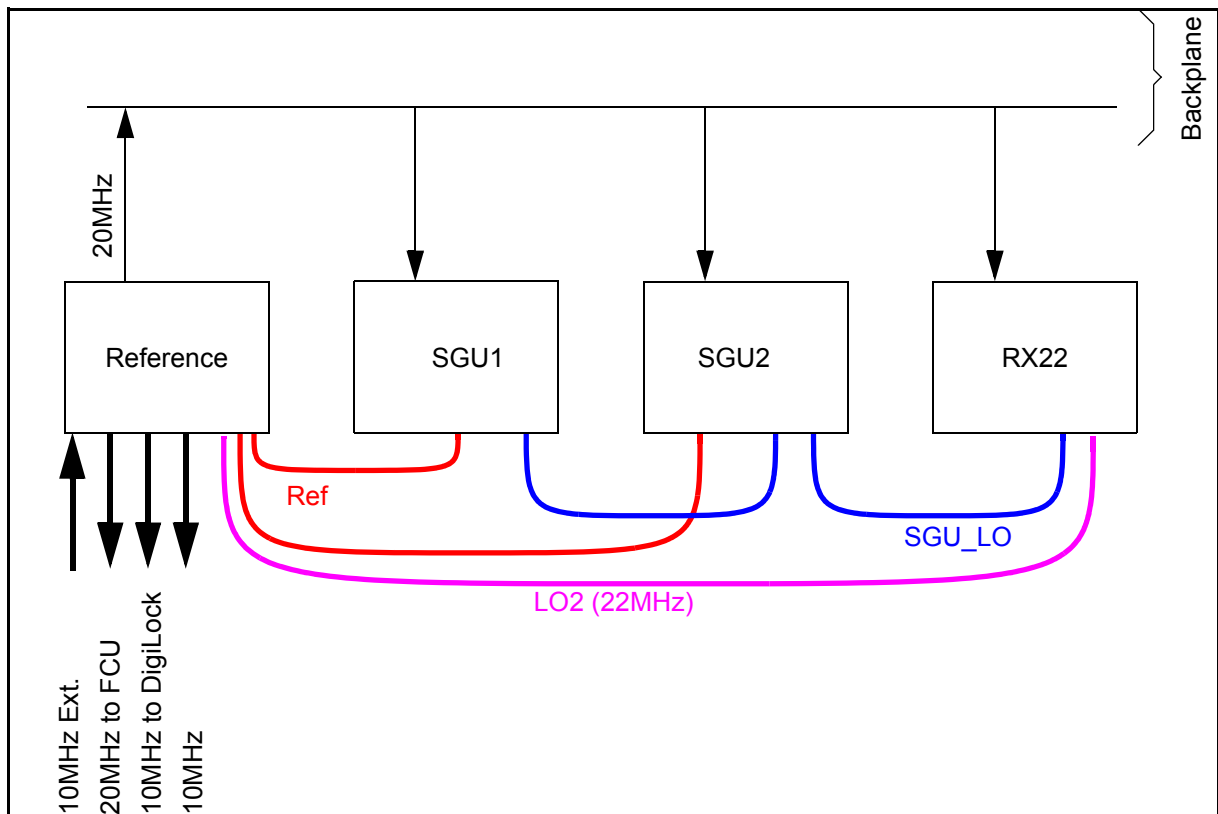 Backplane
20MHz
Reference
SGU1
SGU2
RX22
Ref
SGU_LO
LO2 (22MHz)
10MHz Ext.
20MHz to FCU
10MHz to DigiLock
10MHz